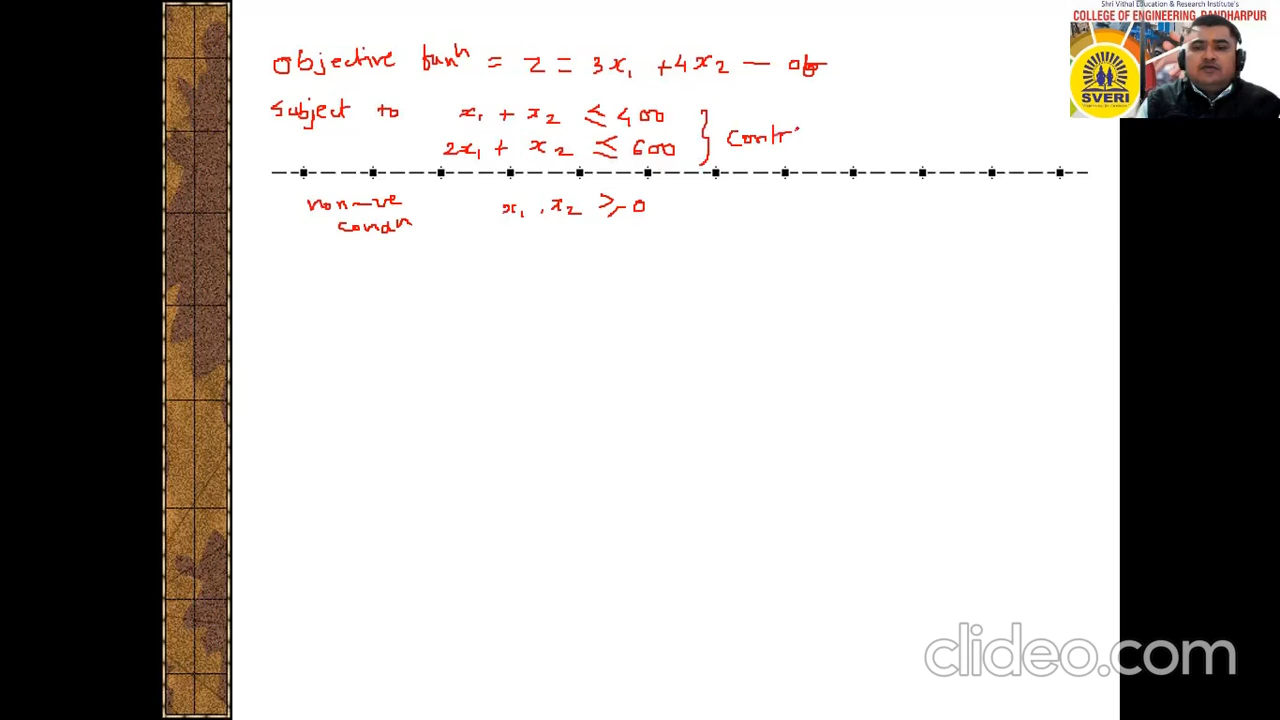 Shri Vithal Education & Research Institute's
COLLEGE OF ENGINEERING, PANDHARPUR
SVERI
Objective funⁿ = Z = 3x₁ + 4x₂ — ob
subject to x₁ + x₂ ≤ 400
2x₁ + x₂ ≤ 600 } contr
non-ve x₁, x₂ ≥ 0
condn
clideo.com